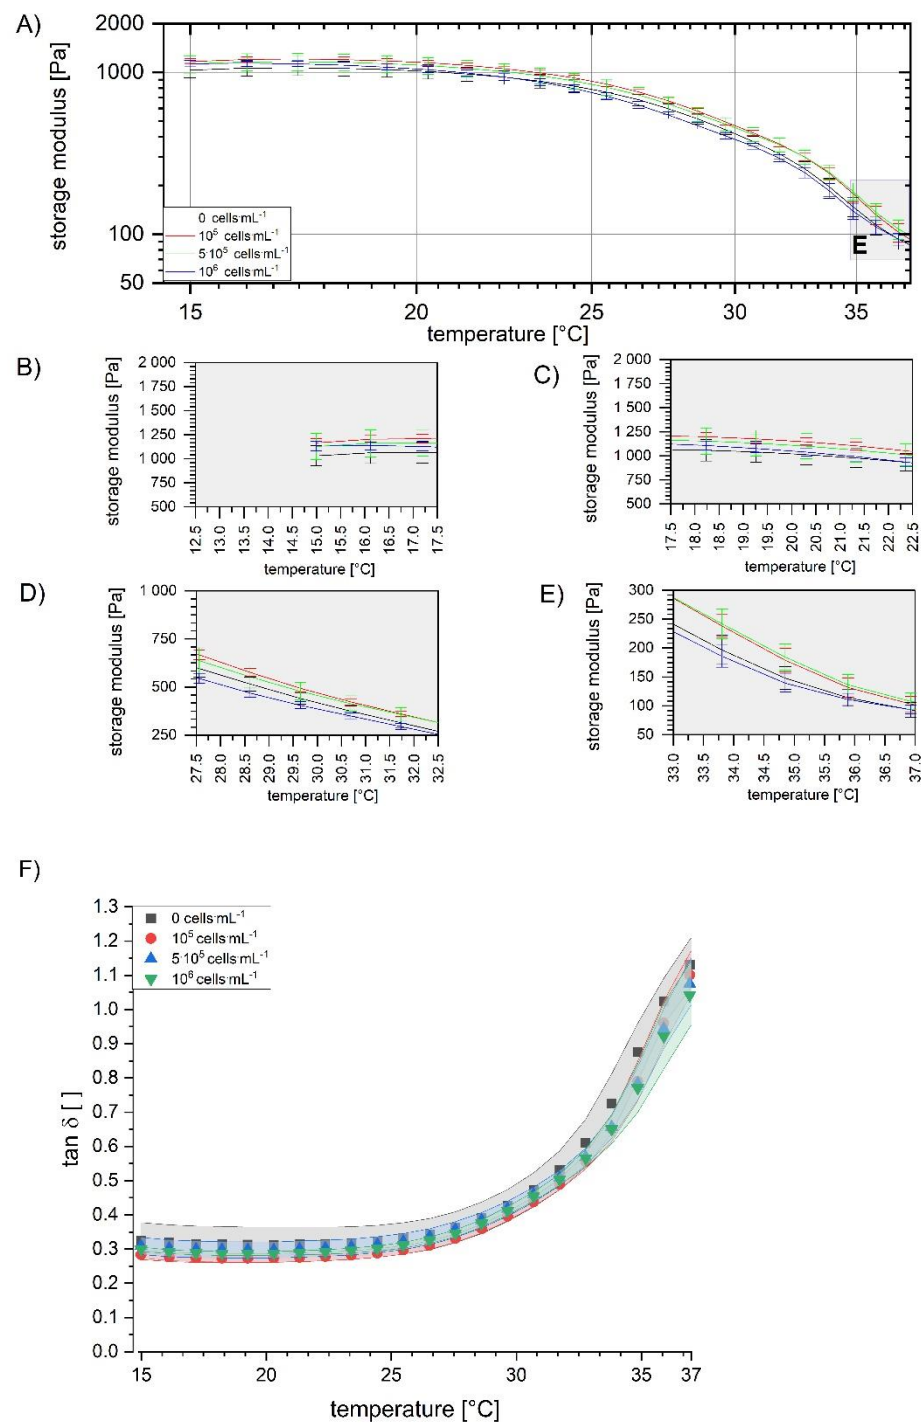 A)
storage modulus [Pa]
2000
1000
100
50
0 cells·mL⁻¹
10⁵ cells·mL⁻¹
5·10⁵ cells·mL⁻¹
10⁶ cells·mL⁻¹
E
15 20 25 30 35
temperature [°C]
B)
storage modulus [Pa]
2 000
1 750
1 500
1 250
1 000
750
500
12.5 13.0 13.5 14.0 14.5 15.0 15.5 16.0 16.5 17.0 17.5
temperature [°C]
C)
storage modulus [Pa]
2 000
1 750
1 500
1 250
1 000
750
500
17.5 18.0 18.5 19.0 19.5 20.0 20.5 21.0 21.5 22.0 22.5
temperature [°C]
D)
storage modulus [Pa]
1 000
750
500
250
27.5 28.0 28.5 29.0 29.5 30.0 30.5 31.0 31.5 32.0 32.5
temperature [°C]
E)
storage modulus [Pa]
300
250
200
150
100
50
33.0 33.5 34.0 34.5 35.0 35.5 36.0 36.5 37.0
temperature [°C]
F)
tan δ [ ]
1.3
1.2
1.1
1.0
0.9
0.8
0.7
0.6
0.5
0.4
0.3
0.2
0.1
0.0
0 cells·mL⁻¹
10⁵ cells·mL⁻¹
5·10⁵ cells·mL⁻¹
10⁶ cells·mL⁻¹
15 20 25 30 35 37
temperature [°C]